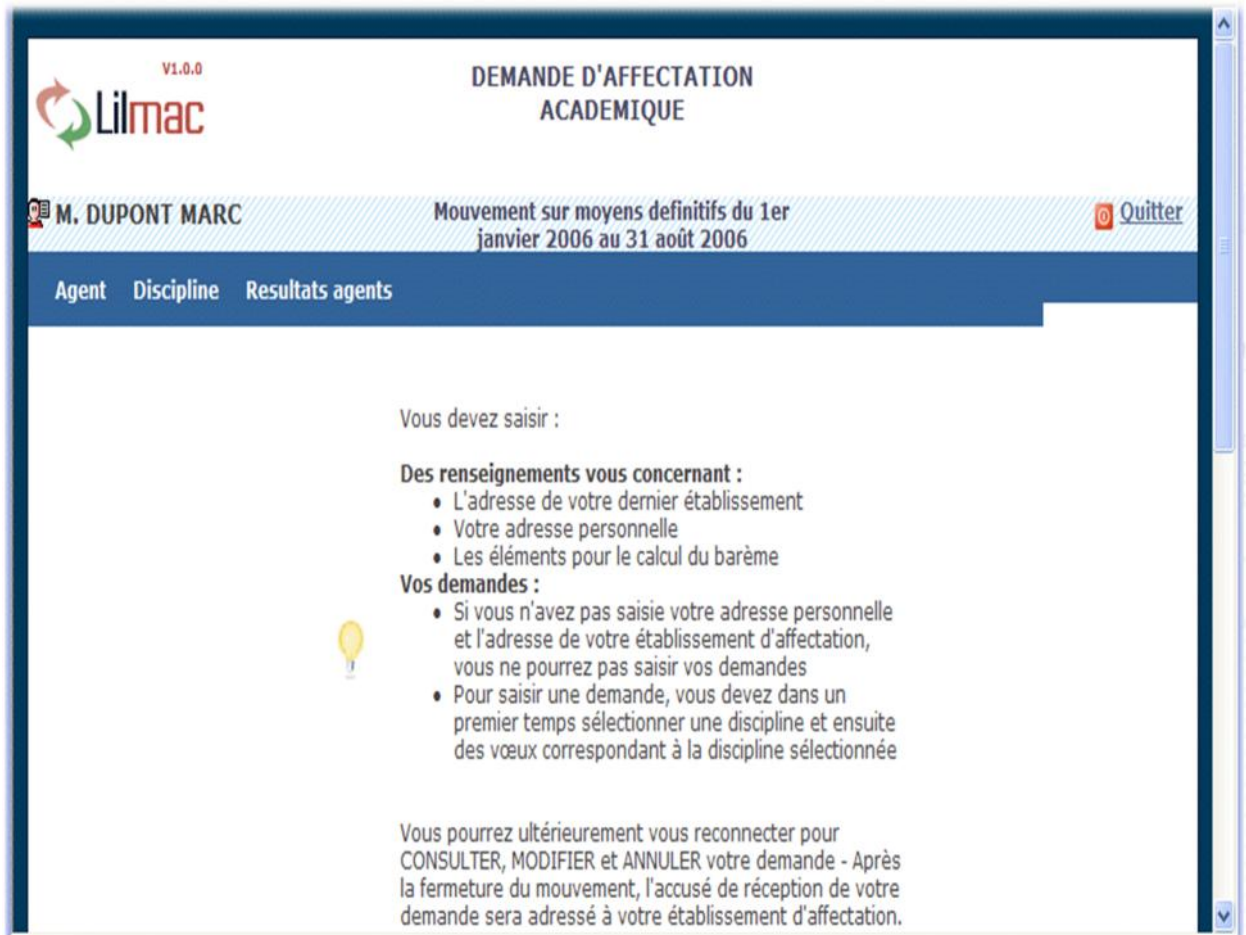 V1.0.0
Lilmac
DEMANDE D'AFFECTATION
ACADEMIQUE
M. DUPONT MARC
Mouvement sur moyens definitifs du 1er
janvier 2006 au 31 août 2006
Quitter
Agent Discipline Resultats agents
Vous devez saisir :
Des renseignements vous concernant :
• L'adresse de votre dernier établissement
• Votre adresse personnelle
• Les éléments pour le calcul du barème
Vos demandes :
• Si vous n'avez pas saisie votre adresse personnelle
et l'adresse de votre établissement d'affectation,
vous ne pourrez pas saisir vos demandes
• Pour saisir une demande, vous devez dans un
premier temps sélectionner une discipline et ensuite
des vœux correspondant à la discipline sélectionnée
Vous pourrez ultérieurement vous reconnecter pour
CONSULTER, MODIFIER et ANNULER votre demande - Après
la fermeture du mouvement, l'accusé de réception de votre
demande sera adressé à votre établissement d'affectation.